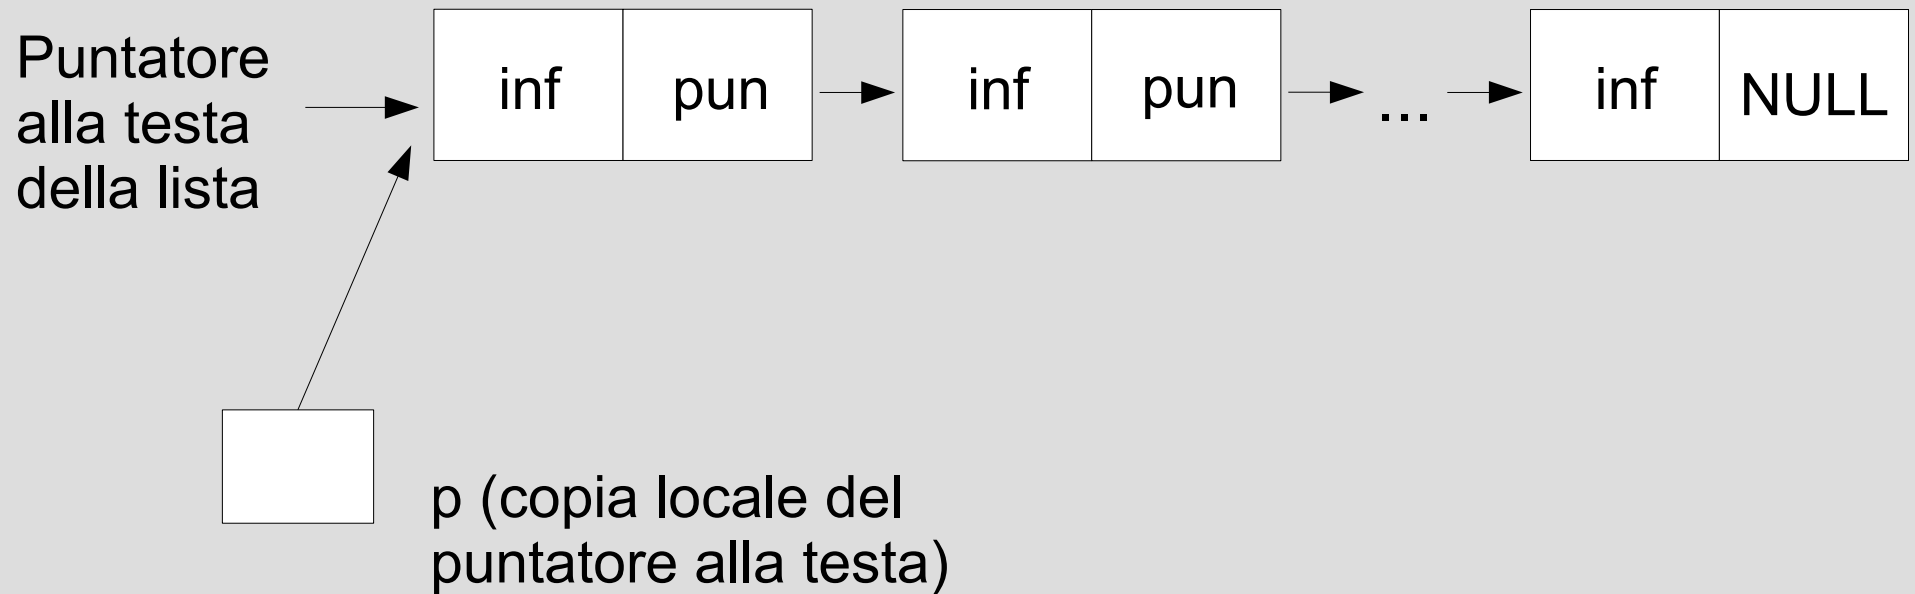 Puntatore
alla testa
della lista
inf pun inf pun ... inf NULL
p (copia locale del
puntatore alla testa)